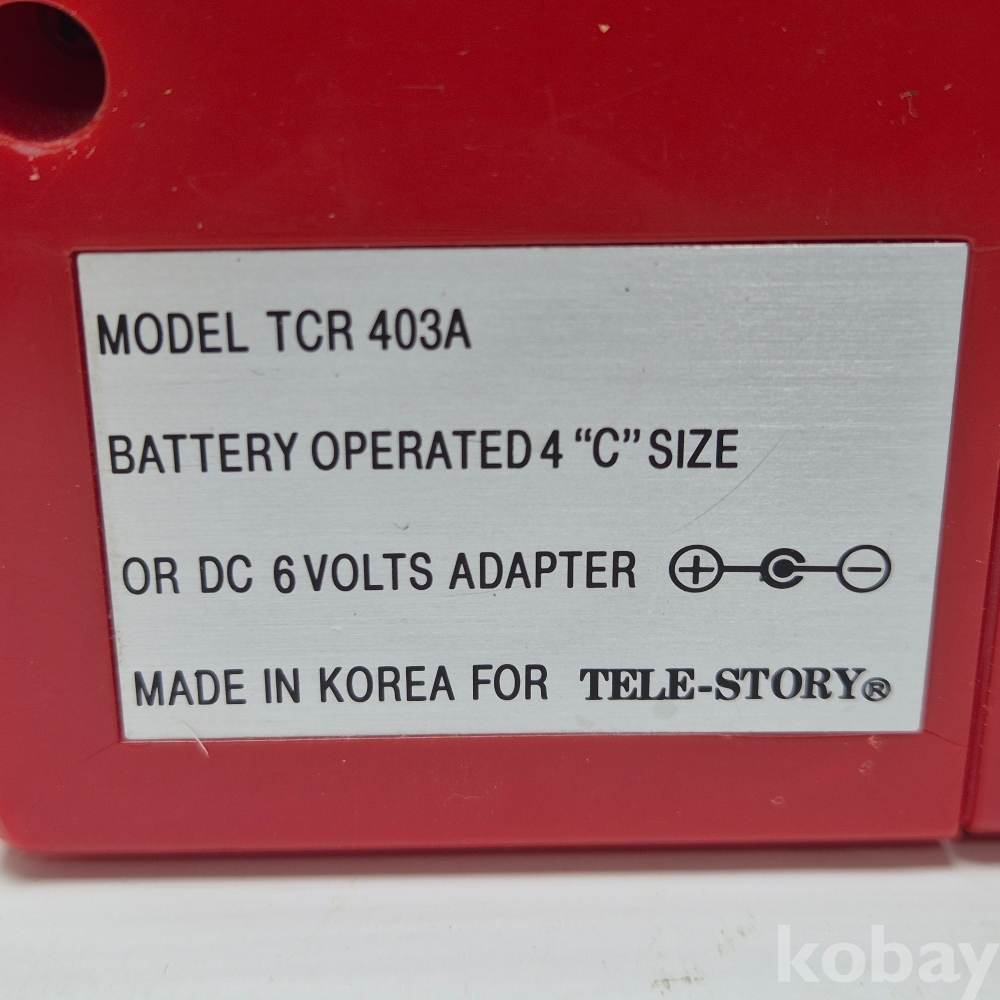 MODEL TCR 403A
BATTERY OPERATED 4 “C” SIZE
OR DC 6 VOLTS ADAPTER + C −
MADE IN KOREA FOR TELE-STORY®
kobay